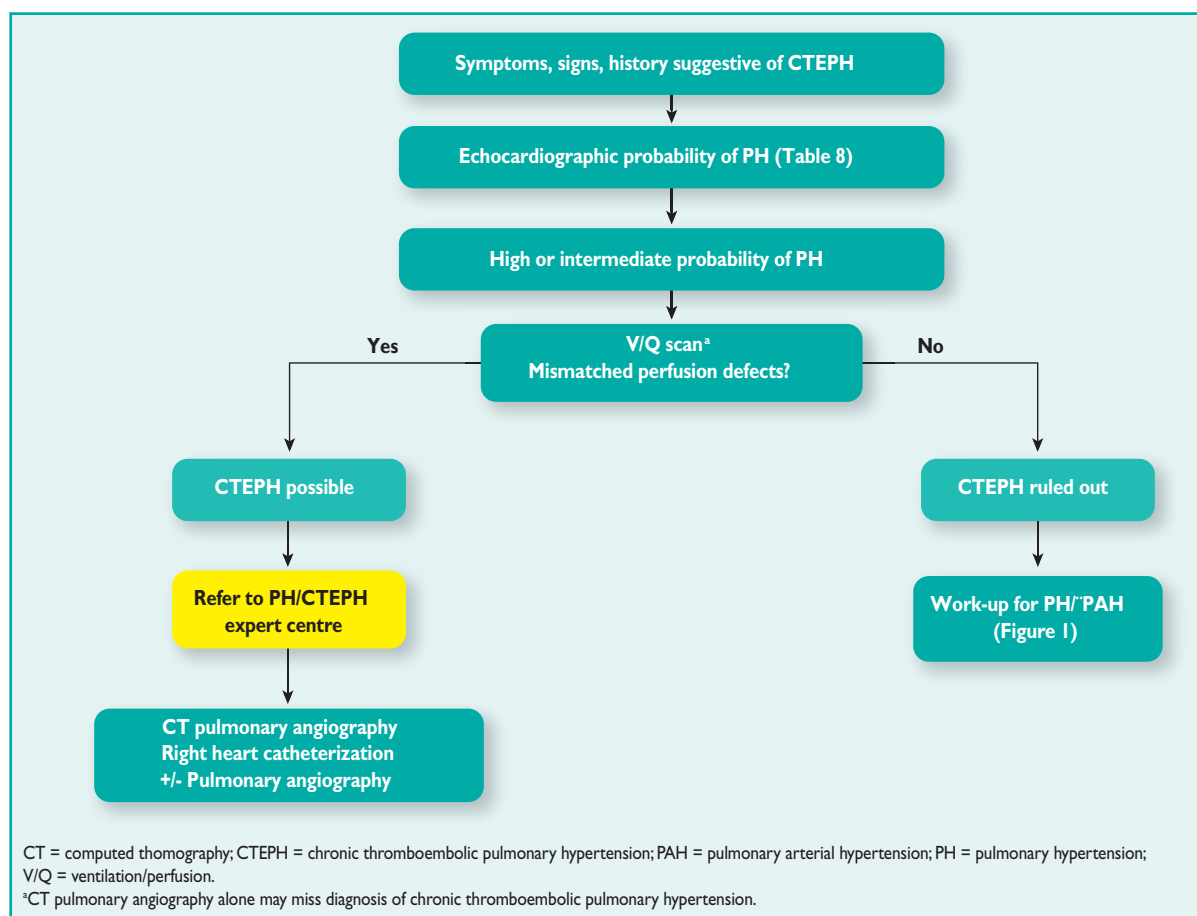 Symptoms, signs, history suggestive of CTEPH
Echocardiographic probability of PH (Table 8)
High or intermediate probability of PH
V/Q scanᵃ
Mismatched perfusion defects?
Yes
No
CTEPH possible
CTEPH ruled out
Refer to PH/CTEPH
expert centre
Work-up for PH/¨PAH
(Figure 1)
CT pulmonary angiography
Right heart catheterization
+/- Pulmonary angiography
CT = computed thomography; CTEPH = chronic thromboembolic pulmonary hypertension; PAH = pulmonary arterial hypertension; PH = pulmonary hypertension;
V/Q = ventilation/perfusion.
ᵃCT pulmonary angiography alone may miss diagnosis of chronic thromboembolic pulmonary hypertension.